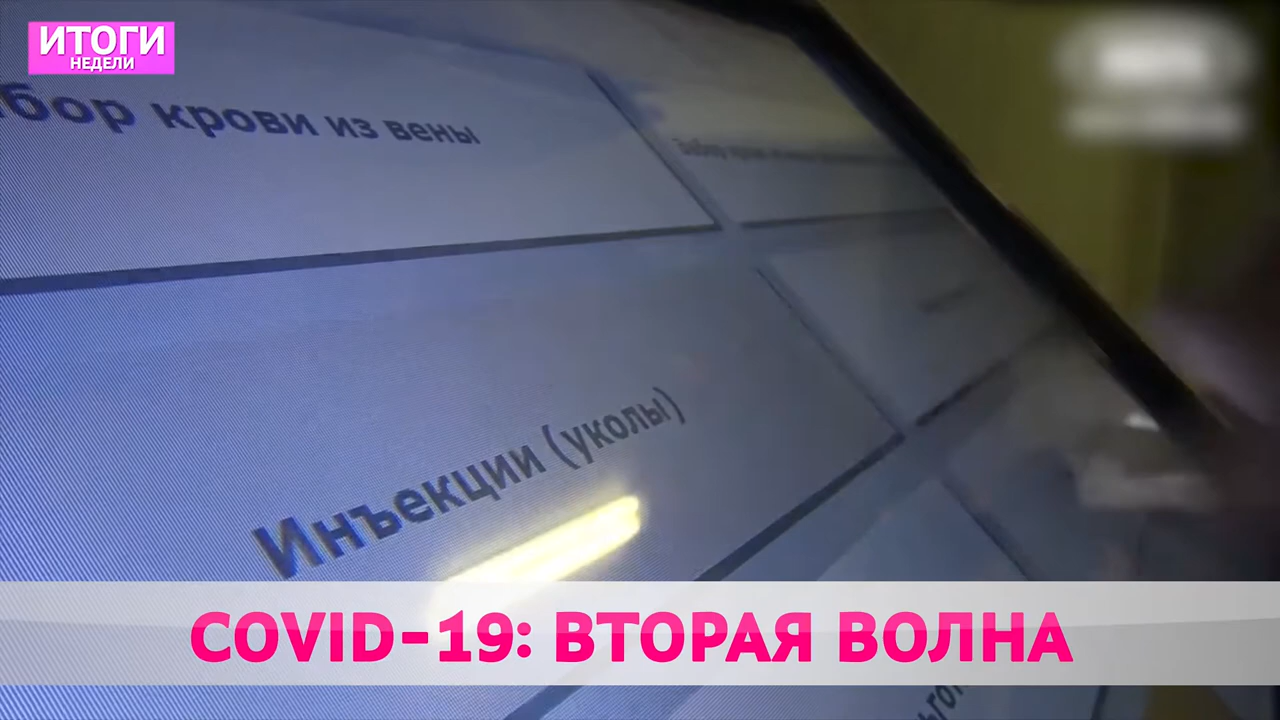 ИТОГИ
НЕДЕЛИ
бор крови из вены
Инъекции (уколы)
COVID-19: ВТОРАЯ ВОЛНА